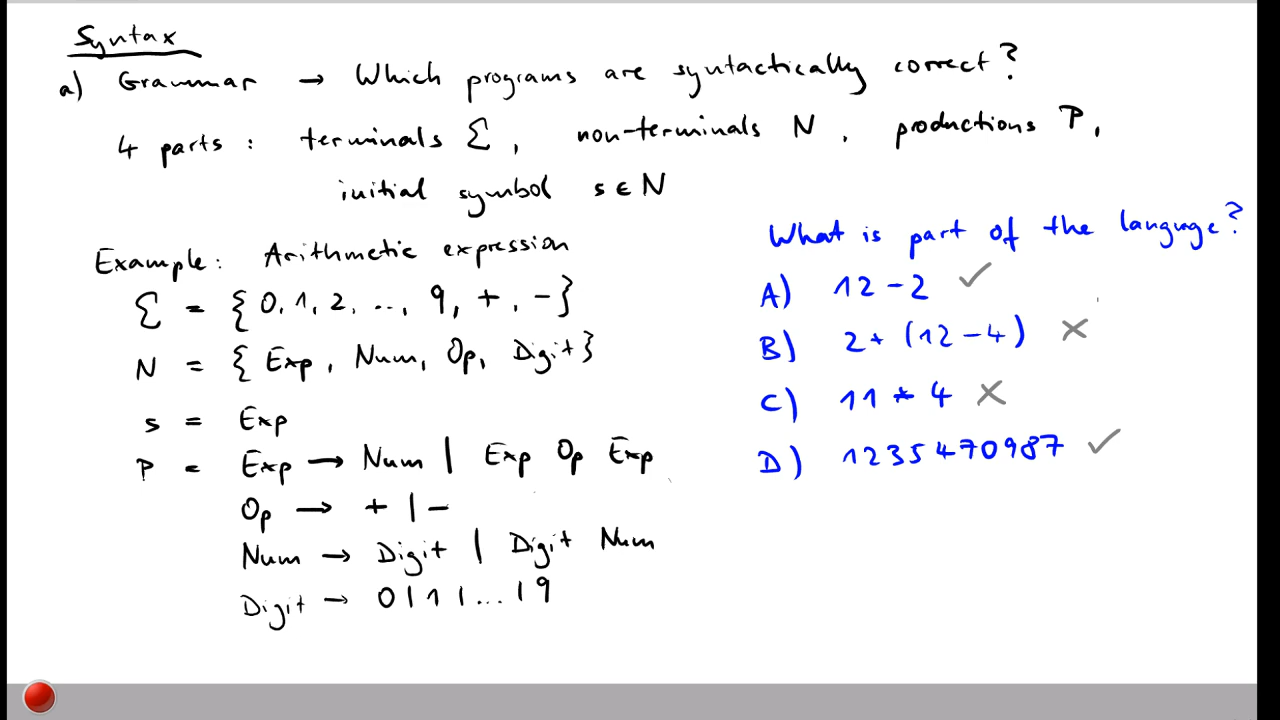 Syntax
a) Grammar → Which programs are syntactically correct?
4 parts : terminals Σ, non-terminals N, productions P,
initial symbol s ∈ N
Example: Arithmetic expression
Σ = {0, 1, 2, ..., 9, +, -}
N = {Exp, Num, Op, Digit}
s = Exp
P = Exp → Num | Exp Op Exp
Op → + | -
Num → Digit | Digit Num
Digit → 0 | 1 | ... | 9
What is part of the languge?
A) 12 - 2 ✓
B) 2 + (12 - 4) ✗
C) 11 * 4 ✗
D) 1235470987 ✓